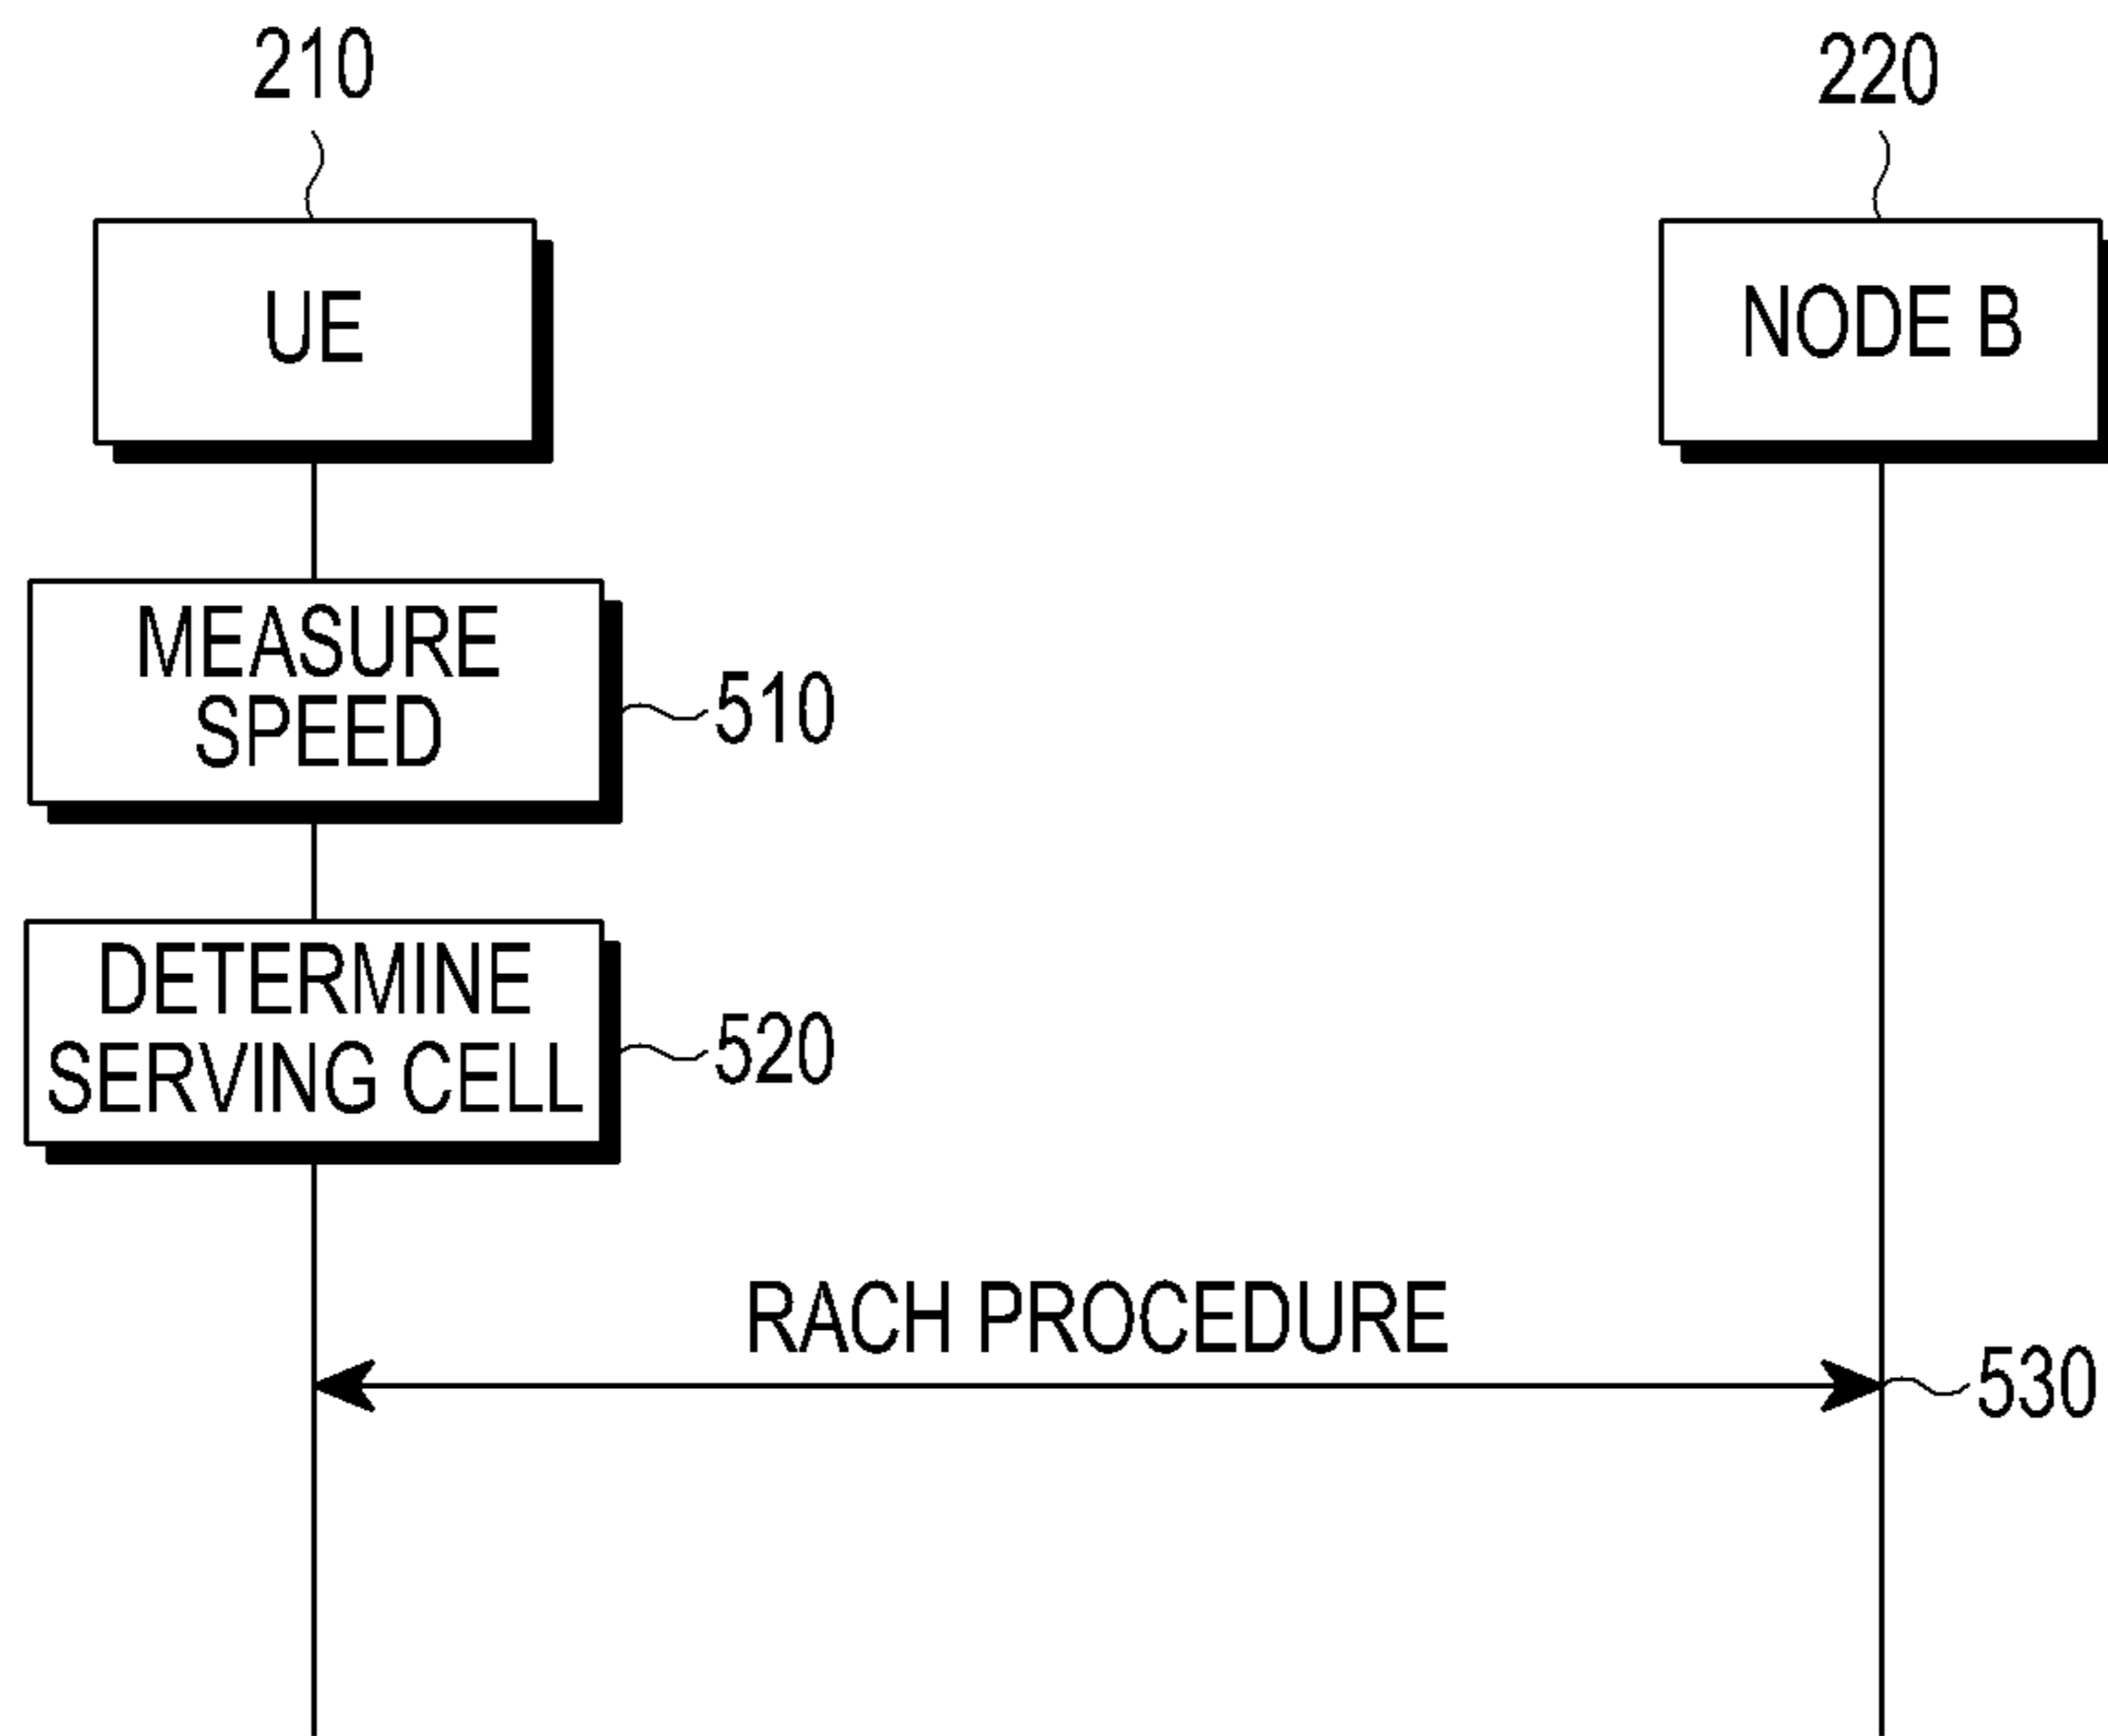 210
220
UE
NODE B
MEASURE
SPEED
510
DETERMINE
SERVING CELL
520
RACH PROCEDURE
530